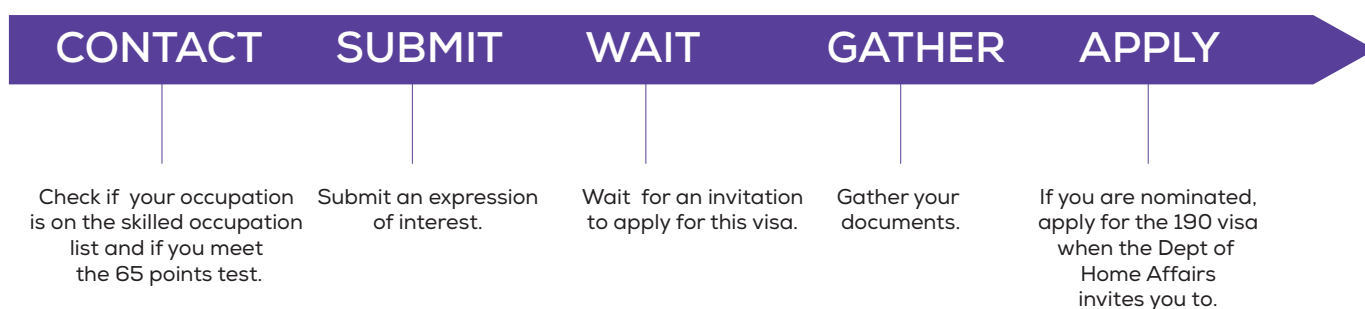 CONTACT
SUBMIT
WAIT
GATHER
APPLY
Check if your occupation
is on the skilled occupation
list and if you meet
the 65 points test.
Submit an expression
of interest.
Wait for an invitation
to apply for this visa.
Gather your
documents.
If you are nominated,
apply for the 190 visa
when the Dept of
Home Affairs
invites you to.